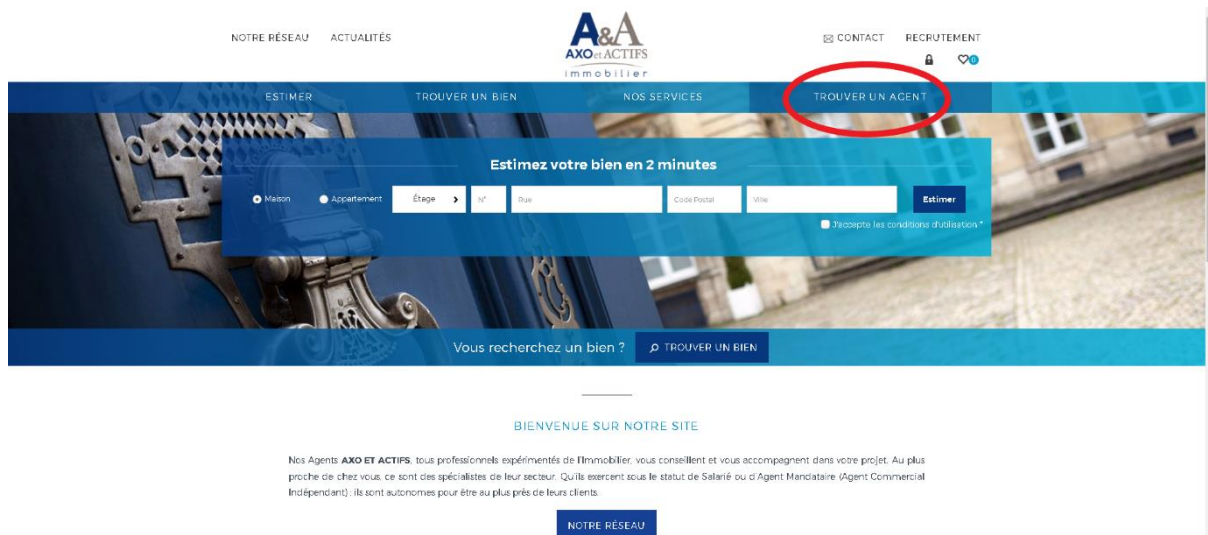 NOTRE RÉSEAU ACTUALITÉS
A&A
AXO et ACTIFS
immobilier
CONTACT RECRUTEMENT
0
ESTIMER TROUVER UN BIEN NOS SERVICES TROUVER UN AGENT
Estimez votre bien en 2 minutes
Maison Appartement Étage N° Rue Code Postal Ville Estimer
J'accepte les conditions d'utilisation *
Vous recherchez un bien ? TROUVER UN BIEN
BIENVENUE SUR NOTRE SITE
Nos Agents AXO ET ACTIFS, tous professionnels expérimentés de l'Immobilier, vous conseillent et vous accompagnent dans votre projet. Au plus
proche de chez vous, ce sont des spécialistes de leur secteur. Qu'ils exercent sous le statut de Salarié ou d'Agent Mandataire (Agent Commercial
Indépendant) ; ils sont autonomes pour être au plus près de leurs clients.
NOTRE RÉSEAU